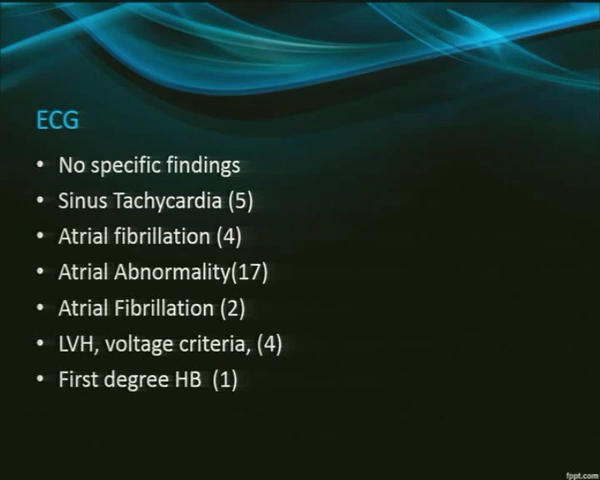 ECG
• No specific findings
• Sinus Tachycardia (5)
• Atrial fibrillation (4)
• Atrial Abnormality(17)
• Atrial Fibrillation (2)
• LVH, voltage criteria, (4)
• First degree HB (1)
fppt.com